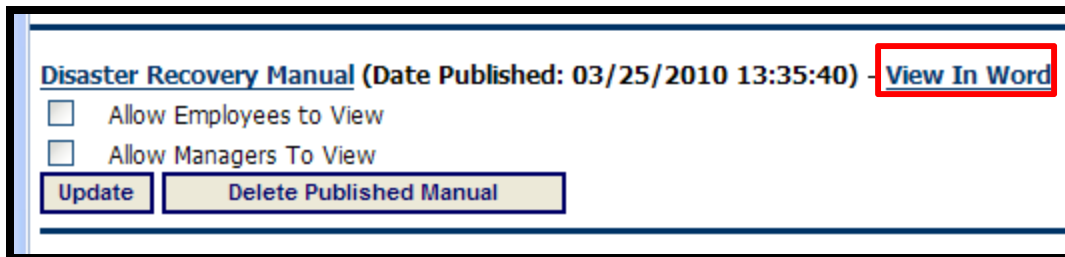 Disaster Recovery Manual (Date Published: 03/25/2010 13:35:40) - View In Word
Allow Employees to View
Allow Managers To View
Update Delete Published Manual